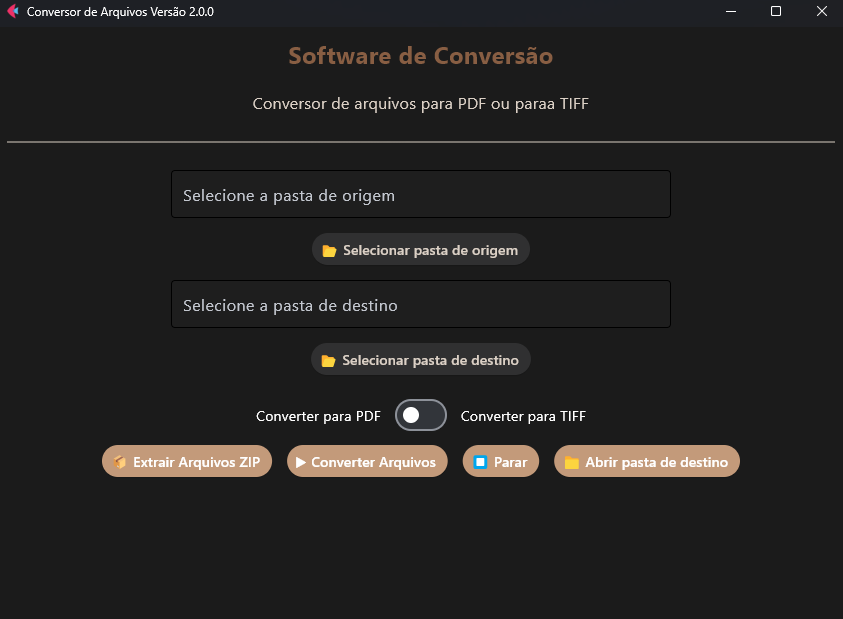 Conversor de Arquivos Versão 2.0.0
Software de Conversão
Conversor de arquivos para PDF ou paraa TIFF
Selecione a pasta de origem
Selecionar pasta de origem
Selecione a pasta de destino
Selecionar pasta de destino
Converter para PDF Converter para TIFF
Extrair Arquivos ZIP Converter Arquivos Parar Abrir pasta de destino